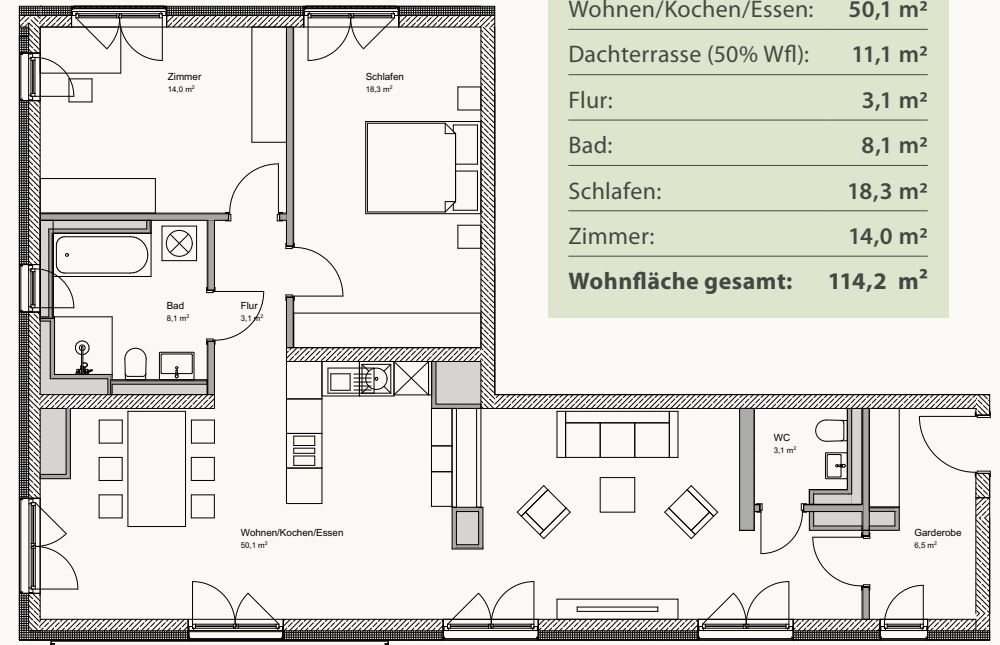 Wohnen/Kochen/Essen: 50,1 m²
Dachterrasse (50% Wfl): 11,1 m²
Flur: 3,1 m²
Bad: 8,1 m²
Schlafen: 18,3 m²
Zimmer: 14,0 m²
Wohnfläche gesamt: 114,2 m²
Zimmer
14,0 m²
Schlafen
18,3 m²
Bad
8,1 m²
Flur
3,1 m²
WC
3,1 m²
Wohnen/Kochen/Essen
50,1 m²
Garderobe
6,5 m²